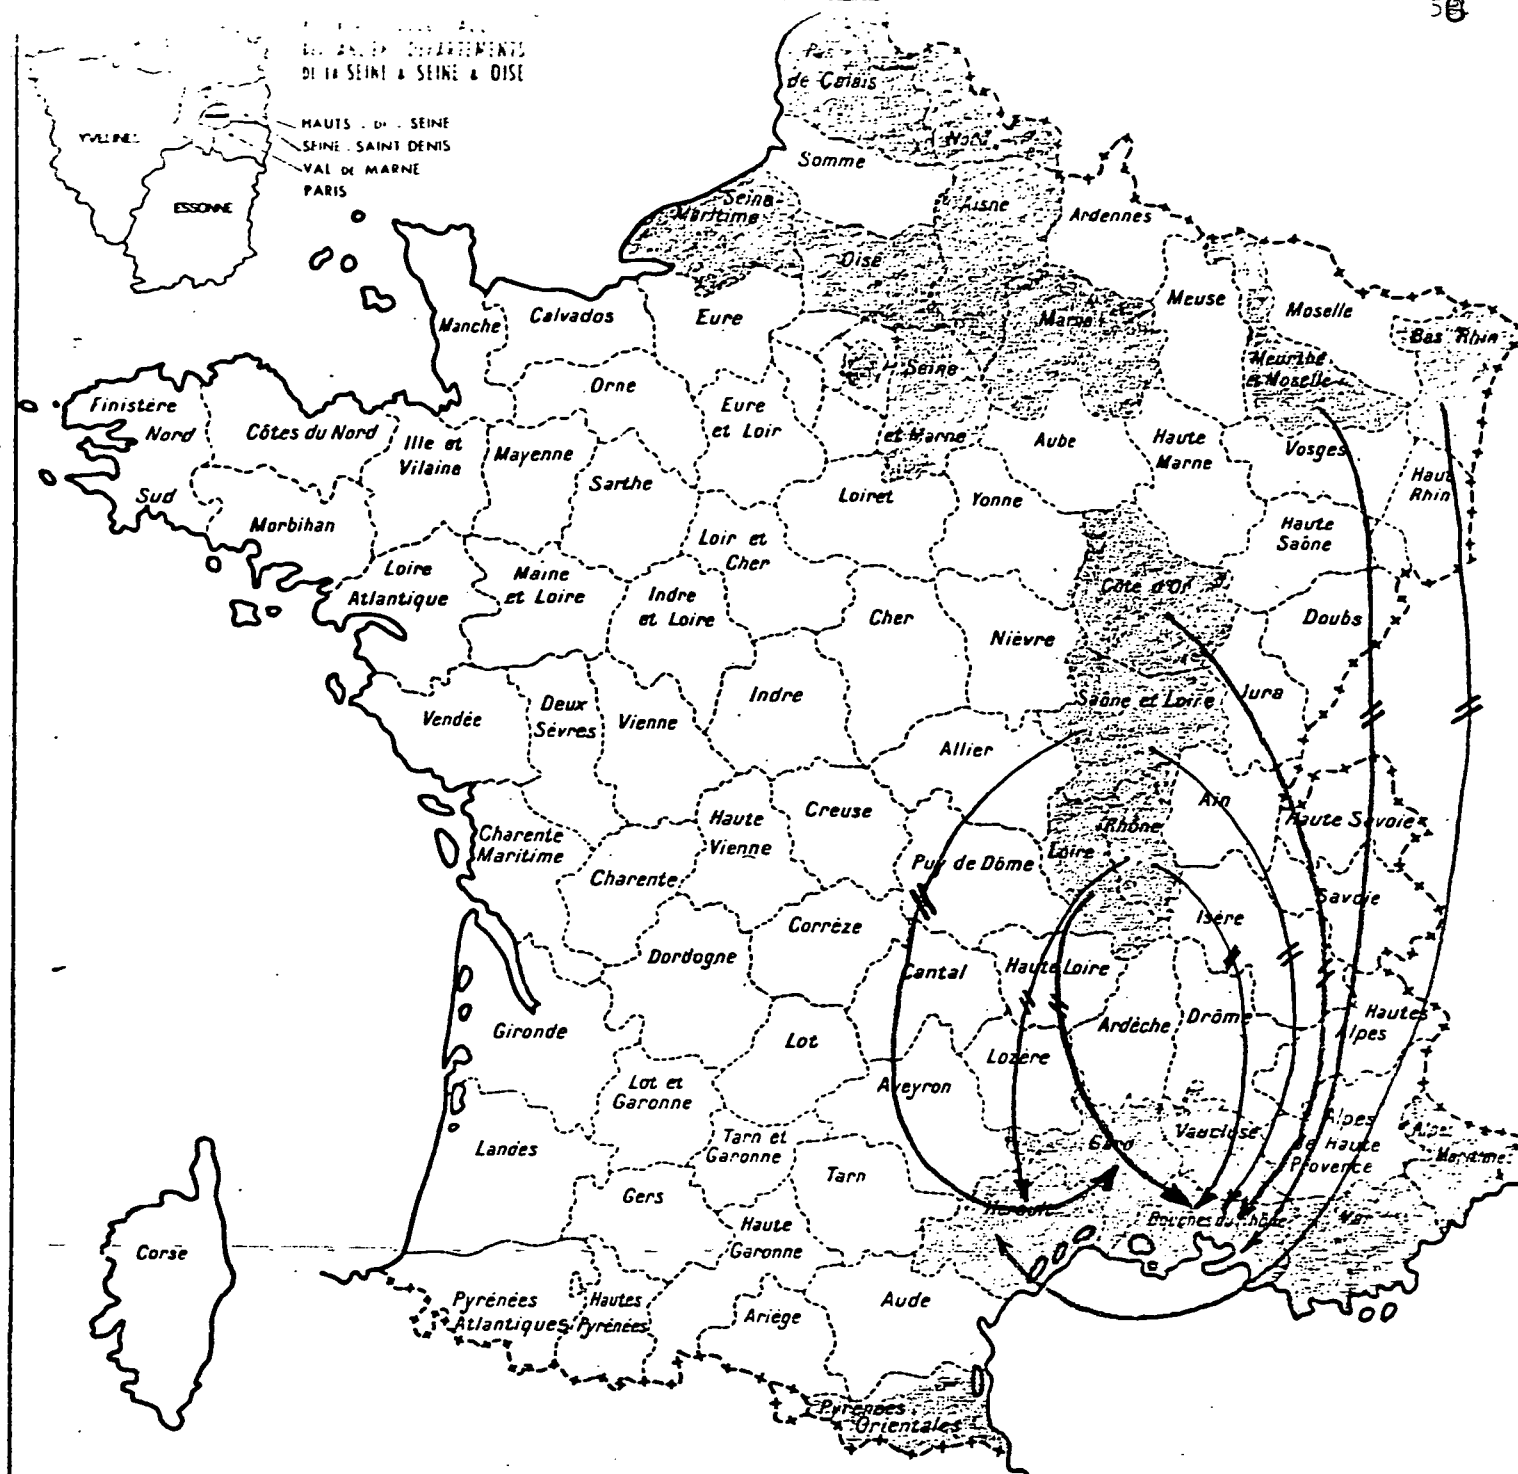 DÉPARTEMENTS
DE LA SEINE & SEINE & OISE
HAUTS . DE . SEINE
SEINE . SAINT DENIS
VAL DE MARNE
PARIS
YVELINES
ESSONNE
de Calais
Nord
Somme
Seine
Maritime
Aisne
Ardennes
Oise
Manche
Calvados
Eure
Marne
Meuse
Moselle
Bas Rhin
Meurthe
et Moselle
Orne
Seine
et Marne
Finistère
Nord
Sud
Côtes du Nord
Ille et
Vilaine
Mayenne
Eure
et Loir
Aube
Haute
Marne
Vosges
Haut
Rhin
Sarthe
Loiret
Yonne
Morbihan
Haute
Saône
Loir et
Cher
Loire
Atlantique
Maine
et Loire
Indre
et Loire
Cher
Nièvre
Côte d'Or
Doubs
Vendée
Deux
Sèvres
Vienne
Indre
Saône et Loire
Jura
Allier
Charente
Maritime
Haute
Vienne
Creuse
Puy de Dôme
Loire
Rhône
Ain
Haute Savoie
Charente
Savoie
Corrèze
Isère
Dordogne
Cantal
Haute Loire
Gironde
Lot
Lozère
Ardèche
Drôme
Hautes
Alpes
Lot et
Garonne
Aveyron
Landes
Tarn et
Garonne
Tarn
Gard
Vaucluse
Alpes
de Haute
Provence
Alpes
Maritimes
Gers
Haute
Garonne
Hérault
Bouches du Rhône
Var
Corse
Pyrénées
Atlantiques
Hautes
Pyrénées
Ariège
Aude
Pyrénées
Orientales